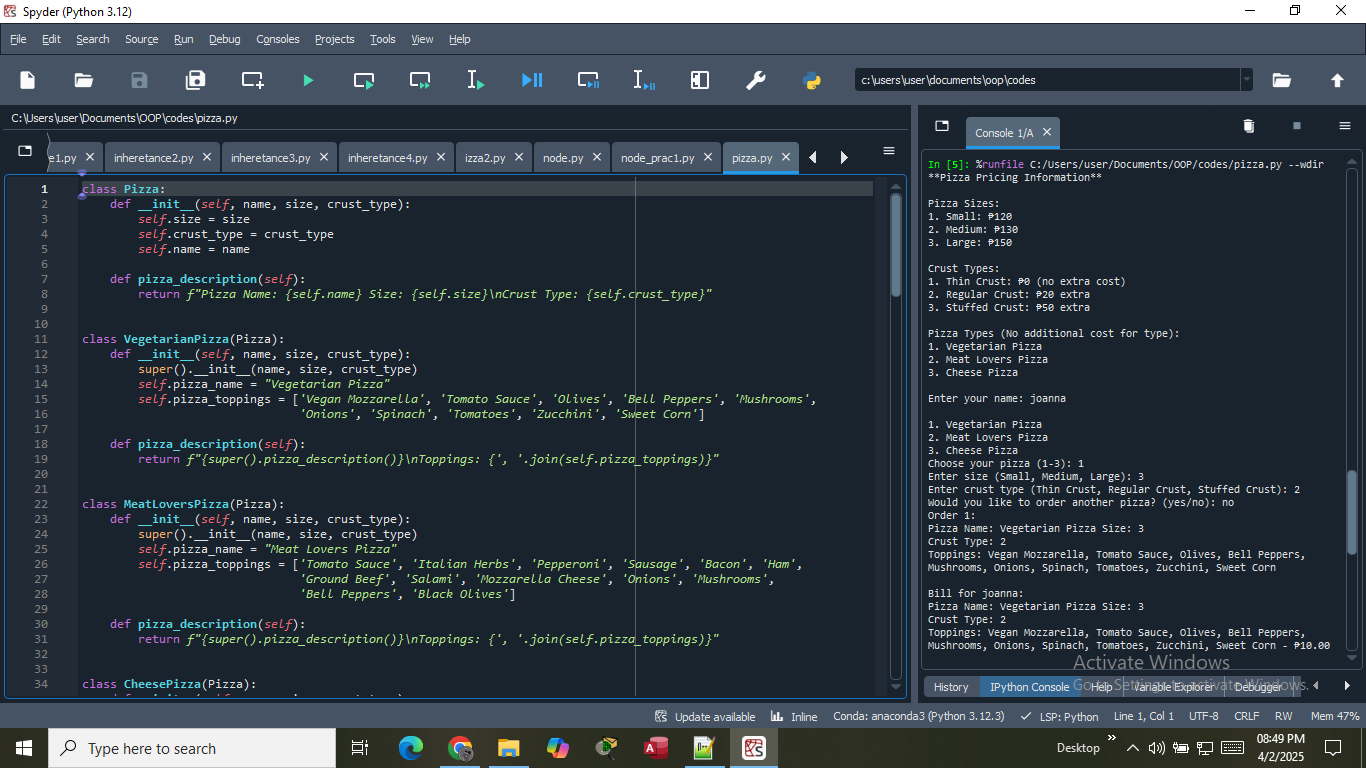 Spyder (Python 3.12)
File Edit Search Source Run Debug Consoles Projects Tools View Help
c:\users\user\documents\oop\codes
C:\Users\user\Documents\OOP\codes\pizza.py
e1.py inheretance2.py inheretance3.py inheretance4.py izza2.py node.py node_prac1.py pizza.py
1 class Pizza:
2     def __init__(self, name, size, crust_type):
3         self.size = size
4         self.crust_type = crust_type
5         self.name = name
6
7     def pizza_description(self):
8         return f"Pizza Name: {self.name} Size: {self.size}\nCrust Type: {self.crust_type}"
9
10
11 class VegetarianPizza(Pizza):
12     def __init__(self, name, size, crust_type):
13         super().__init__(name, size, crust_type)
14         self.pizza_name = "Vegetarian Pizza"
15         self.pizza_toppings = ['Vegan Mozzarella', 'Tomato Sauce', 'Olives', 'Bell Peppers', 'Mushrooms',
16                                'Onions', 'Spinach', 'Tomatoes', 'Zucchini', 'Sweet Corn']
17
18     def pizza_description(self):
19         return f"{super().pizza_description()}\nToppings: {', '.join(self.pizza_toppings)}"
20
21
22 class MeatLoversPizza(Pizza):
23     def __init__(self, name, size, crust_type):
24         super().__init__(name, size, crust_type)
25         self.pizza_name = "Meat Lovers Pizza"
26         self.pizza_toppings = ['Tomato Sauce', 'Italian Herbs', 'Pepperoni', 'Sausage', 'Bacon', 'Ham',
27                                'Ground Beef', 'Salami', 'Mozzarella Cheese', 'Onions', 'Mushrooms',
28                                'Bell Peppers', 'Black Olives']
29
30     def pizza_description(self):
31         return f"{super().pizza_description()}\nToppings: {', '.join(self.pizza_toppings)}"
32
33
34 class CheesePizza(Pizza):
Console 1/A
In [5]: %runfile C:/Users/user/Documents/OOP/codes/pizza.py --wdir
**Pizza Pricing Information**
Pizza Sizes:
1. Small: ₱120
2. Medium: ₱130
3. Large: ₱150
Crust Types:
1. Thin Crust: ₱0 (no extra cost)
2. Regular Crust: ₱20 extra
3. Stuffed Crust: ₱50 extra
Pizza Types (No additional cost for type):
1. Vegetarian Pizza
2. Meat Lovers Pizza
3. Cheese Pizza
Enter your name: joanna
1. Vegetarian Pizza
2. Meat Lovers Pizza
3. Cheese Pizza
Choose your pizza (1-3): 1
Enter size (Small, Medium, Large): 3
Enter crust type (Thin Crust, Regular Crust, Stuffed Crust): 2
Would you like to order another pizza? (yes/no): no
Order 1:
Pizza Name: Vegetarian Pizza Size: 3
Crust Type: 2
Toppings: Vegan Mozzarella, Tomato Sauce, Olives, Bell Peppers,
Mushrooms, Onions, Spinach, Tomatoes, Zucchini, Sweet Corn
Bill for joanna:
Pizza Name: Vegetarian Pizza Size: 3
Crust Type: 2
Toppings: Vegan Mozzarella, Tomato Sauce, Olives, Bell Peppers,
Mushrooms, Onions, Spinach, Tomatoes, Zucchini, Sweet Corn - ₱10.00
Activate Windows
Go to Settings to activate Windows.
History IPython Console Help Variable Explorer Debugger
Update available Inline Conda: anaconda3 (Python 3.12.3) LSP: Python Line 1, Col 1 UTF-8 CRLF RW Mem 47%
Type here to search
Desktop
08:49 PM
4/2/2025